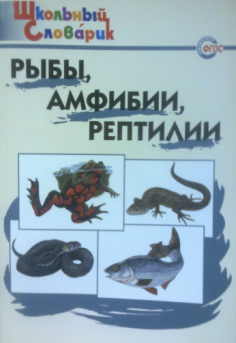 Школьный
Словарик
ФГОС
РЫБЫ,
АМФИБИИ,
РЕПТИЛИИ